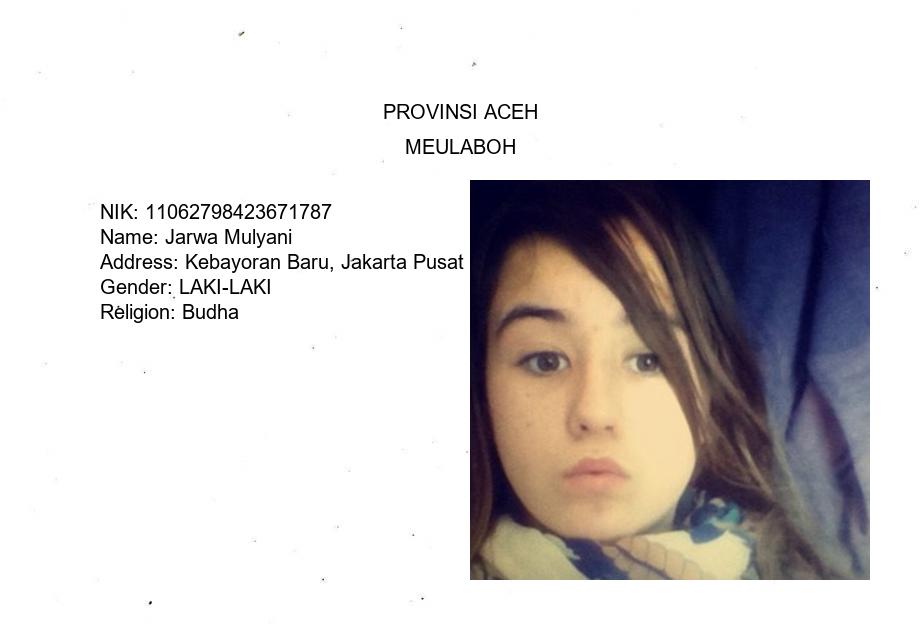 PROVINSI ACEH
MEULABOH
NIK: 11062798423671787
Name: Jarwa Mulyani
Address: Kebayoran Baru, Jakarta Pusat
Gender: LAKI-LAKI
Religion: Budha